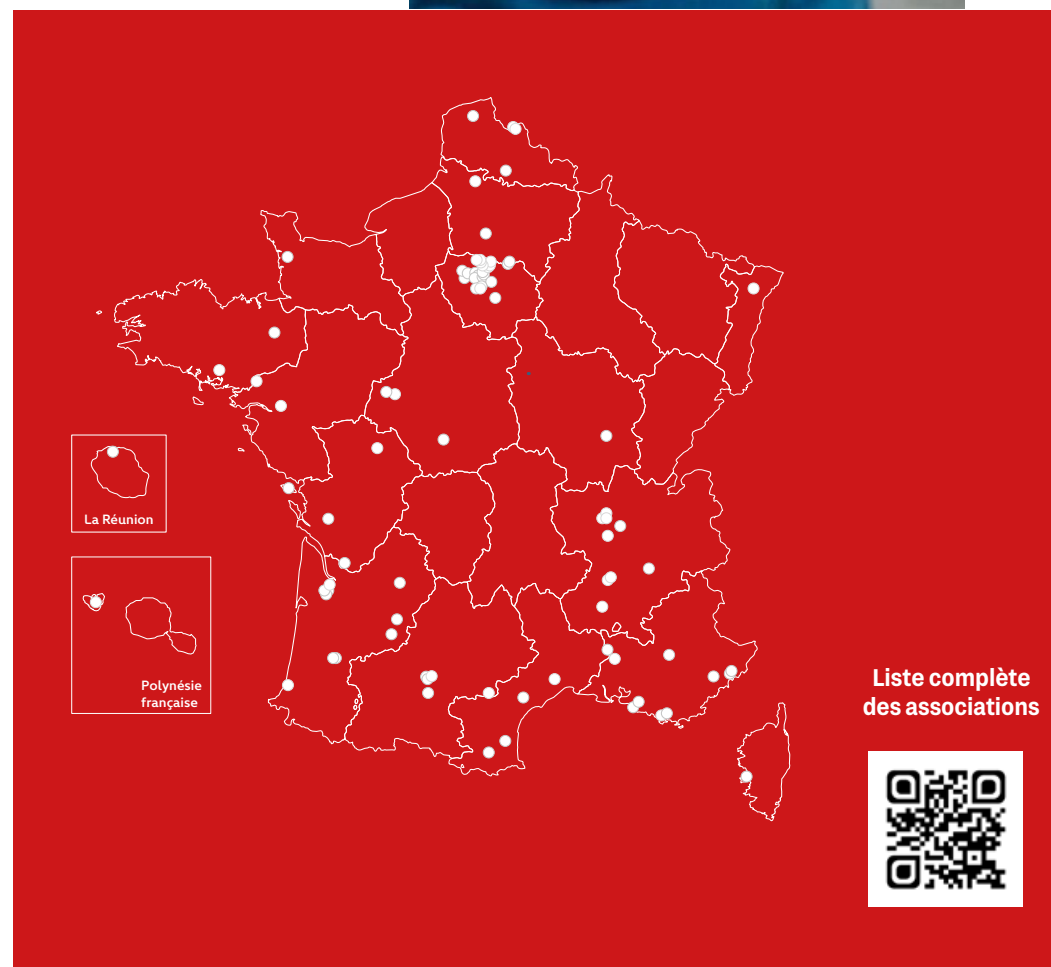 La Réunion
Polynésie
française
Liste complète
des associations